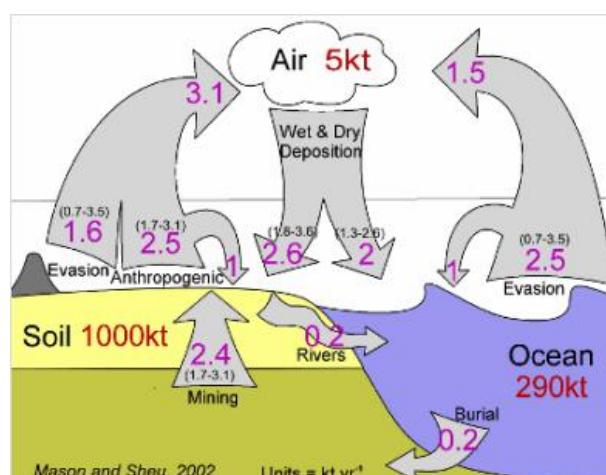 Air 5kt
3.1
1.5
Wet & Dry
Deposition
(0.7-3.5)
1.6
Evasion
(1.7-3.1)
2.5
Anthropogenic
1
(1.8-3.6)
2.6
(1.3-2.6)
2
1
(0.7-3.5)
2.5
Evasion
Soil 1000kt
0.2
Rivers
2.4
(1.7-3.1)
Mining
Ocean
290kt
Burial
0.2
Mason and Sheu, 2002
Units = kt yr⁻¹